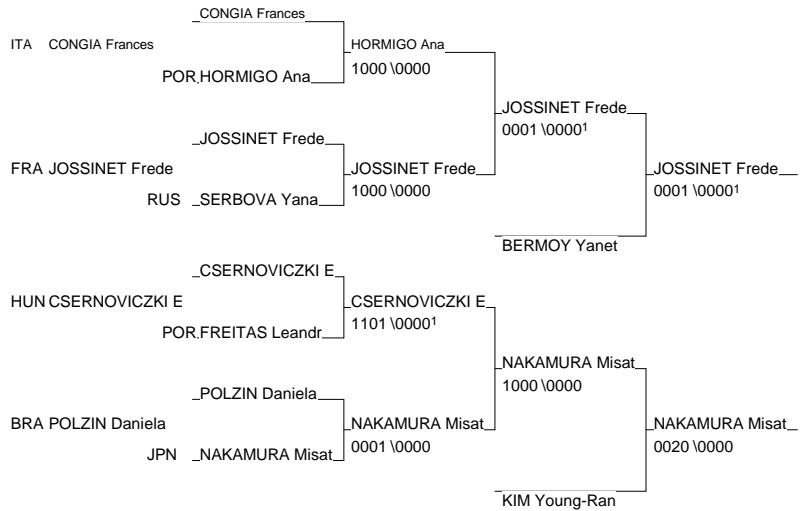 CONGIA Frances
ITA CONGIA Frances
HORMIGO Ana
1000 \0000
POR HORMIGO Ana
JOSSINET Frede
0001 \0000¹
JOSSINET Frede
FRA JOSSINET Frede
JOSSINET Frede
1000 \0000
JOSSINET Frede
0001 \0000¹
RUS SERBOVA Yana
BERMOY Yanet
CSERNOVICZKI E
HUN CSERNOVICZKI E
CSERNOVICZKI E
1101 \0000¹
POR FREITAS Leandr
NAKAMURA Misat
1000 \0000
POLZIN Daniela
BRA POLZIN Daniela
NAKAMURA Misat
0001 \0000
NAKAMURA Misat
0020 \0000
JPN NAKAMURA Misat
KIM Young-Ran